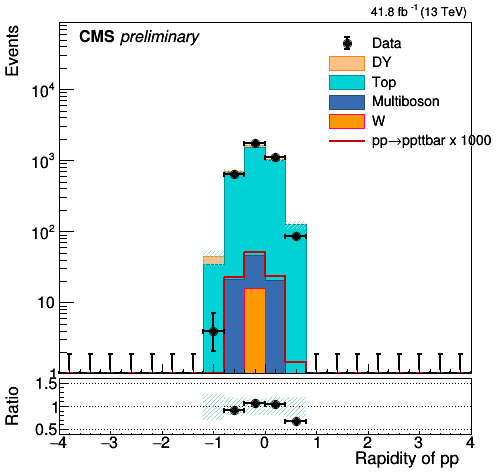 41.8 fb⁻¹ (13 TeV)
CMS preliminary
Events
Data
DY
Top
Multiboson
W
pp→ppttbar x 1000
10⁴
10³
10²
10
1
Ratio
1.5
1
0.5
−4 −3 −2 −1 0 1 2 3 4
Rapidity of pp